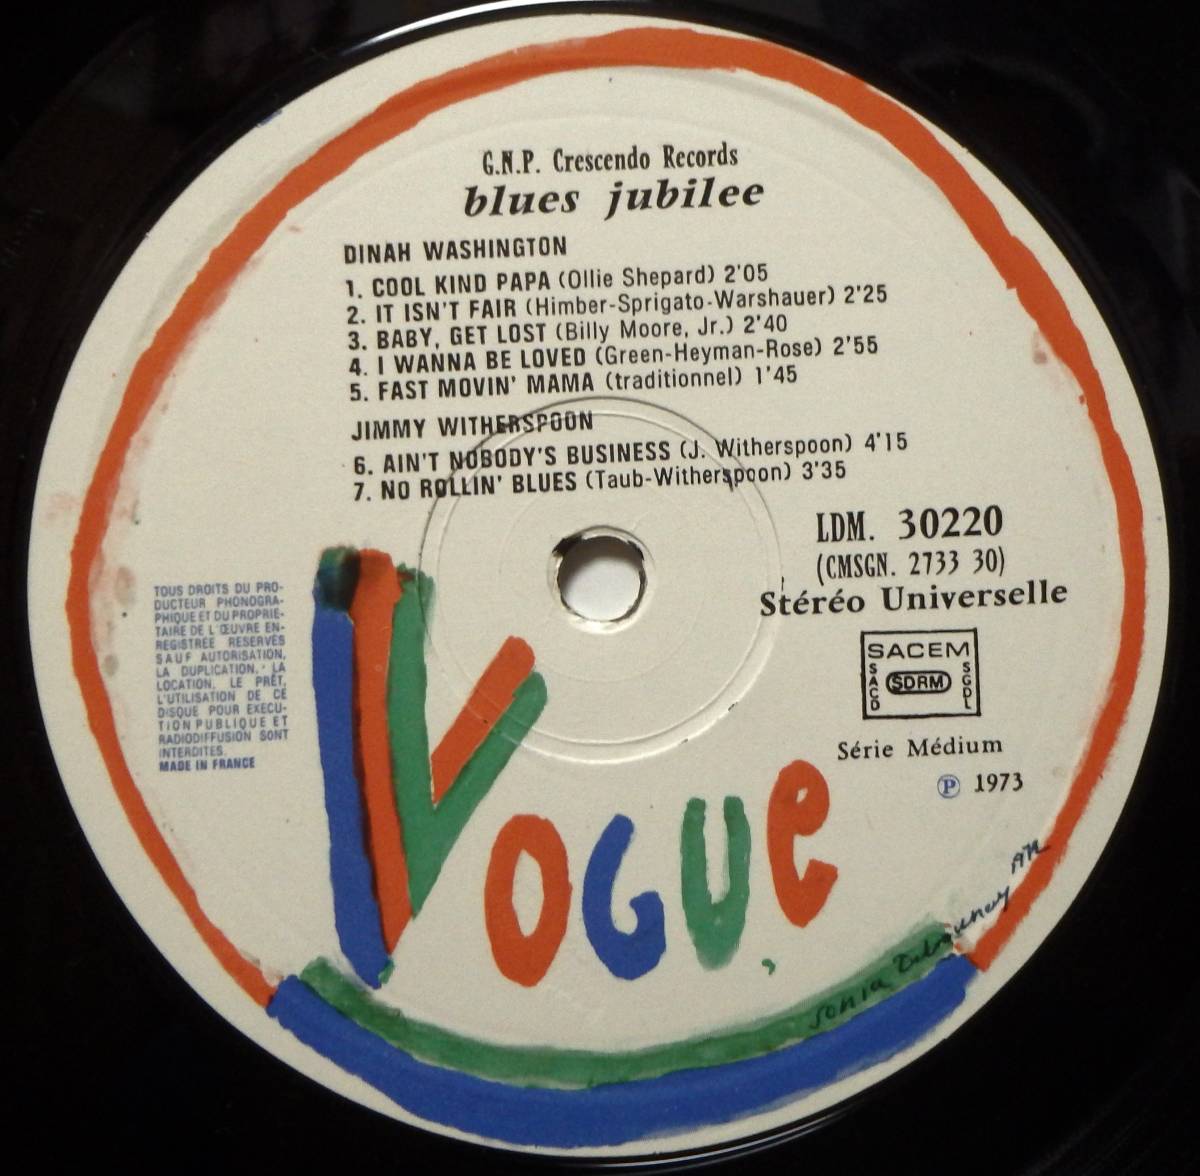 G.N.P. Crescendo Records
blues jubilee
DINAH WASHINGTON
1. COOL KIND PAPA (Ollie Shepard) 2'05
2. IT ISN'T FAIR (Himber-Sprigato-Warshauer) 2'25
3. BABY, GET LOST (Billy Moore, Jr.) 2'40
4. I WANNA BE LOVED (Green-Heyman-Rose) 2'55
5. FAST MOVIN' MAMA (traditionnel) 1'45
JIMMY WITHERSPOON
6. AIN'T NOBODY'S BUSINESS (J. Witherspoon) 4'15
7. NO ROLLIN' BLUES (Taub-Witherspoon) 3'35
LDM. 30220
(CMSGN. 2733 30)
Stéréo Universelle
SACEM
SACD
SDRM
SGDL
Série Médium
℗ 1973
TOUS DROITS DU PRO-
DUCTEUR PHONOGRA-
PHIQUE ET DU PROPRIE-
TAIRE DE L'ŒUVRE EN-
REGISTREE RESERVES
SAUF AUTORISATION,
LA DUPLICATION, LA
LOCATION, LE PRÊT,
L'UTILISATION DE CE
DISQUE POUR EXECU-
TION PUBLIQUE ET
RADIODIFFUSION SONT
INTERDITES.
MADE IN FRANCE
VOGUe
sonia Delaunay